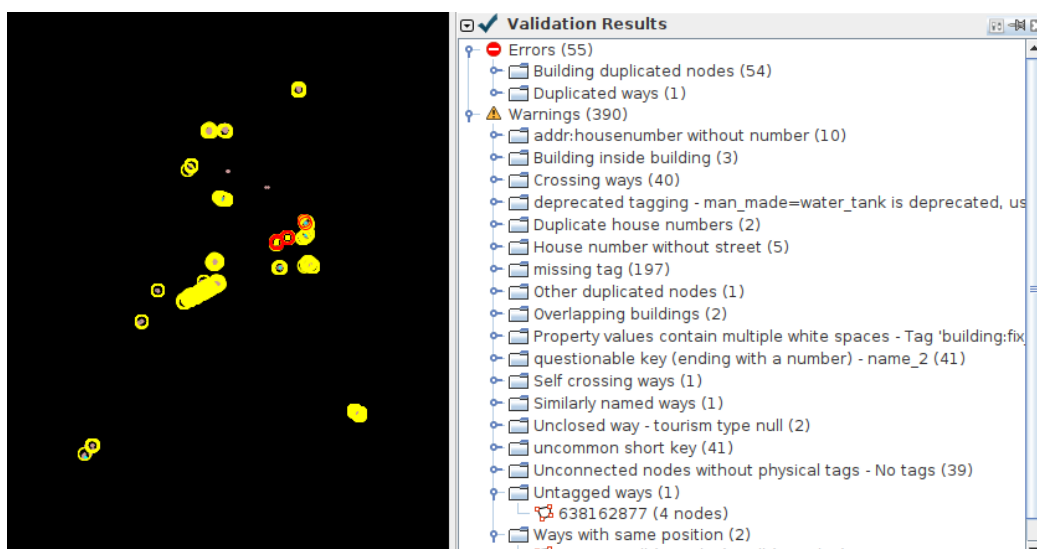 Validation Results
Errors (55)
Building duplicated nodes (54)
Duplicated ways (1)
Warnings (390)
addr:housenumber without number (10)
Building inside building (3)
Crossing ways (40)
deprecated tagging - man_made=water_tank is deprecated, us
Duplicate house numbers (2)
House number without street (5)
missing tag (197)
Other duplicated nodes (1)
Overlapping buildings (2)
Property values contain multiple white spaces - Tag 'building:fix_
questionable key (ending with a number) - name_2 (41)
Self crossing ways (1)
Similarly named ways (1)
Unclosed way - tourism type null (2)
uncommon short key (41)
Unconnected nodes without physical tags - No tags (39)
Untagged ways (1)
638162877 (4 nodes)
Ways with same position (2)